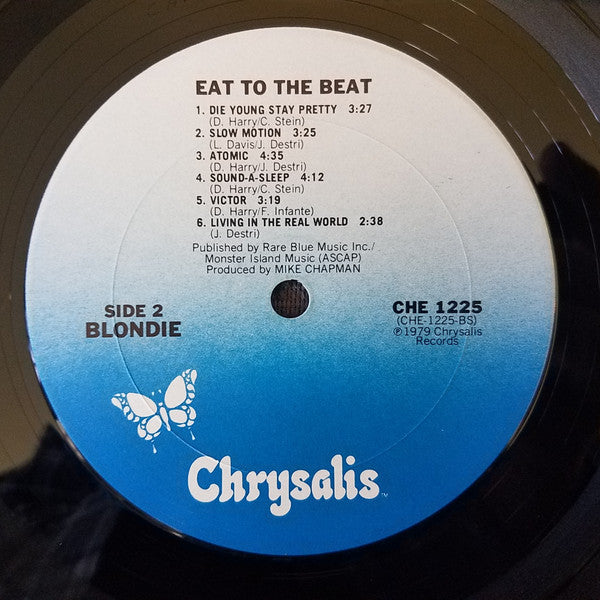 EAT TO THE BEAT
1. DIE YOUNG STAY PRETTY 3:27
(D. Harry/C. Stein)
2. SLOW MOTION 3:25
(L. Davis/J. Destri)
3. ATOMIC 4:35
(D. Harry/J. Destri)
4. SOUND-A-SLEEP 4:12
(D. Harry/C. Stein)
5. VICTOR 3:19
(D. Harry/F. Infante)
6. LIVING IN THE REAL WORLD 2:38
(J. Destri)
Published by Rare Blue Music Inc./
Monster Island Music (ASCAP)
Produced by MIKE CHAPMAN
SIDE 2
BLONDIE
CHE 1225
(CHE-1225-BS)
℗1979 Chrysalis
Records
Chrysalis™